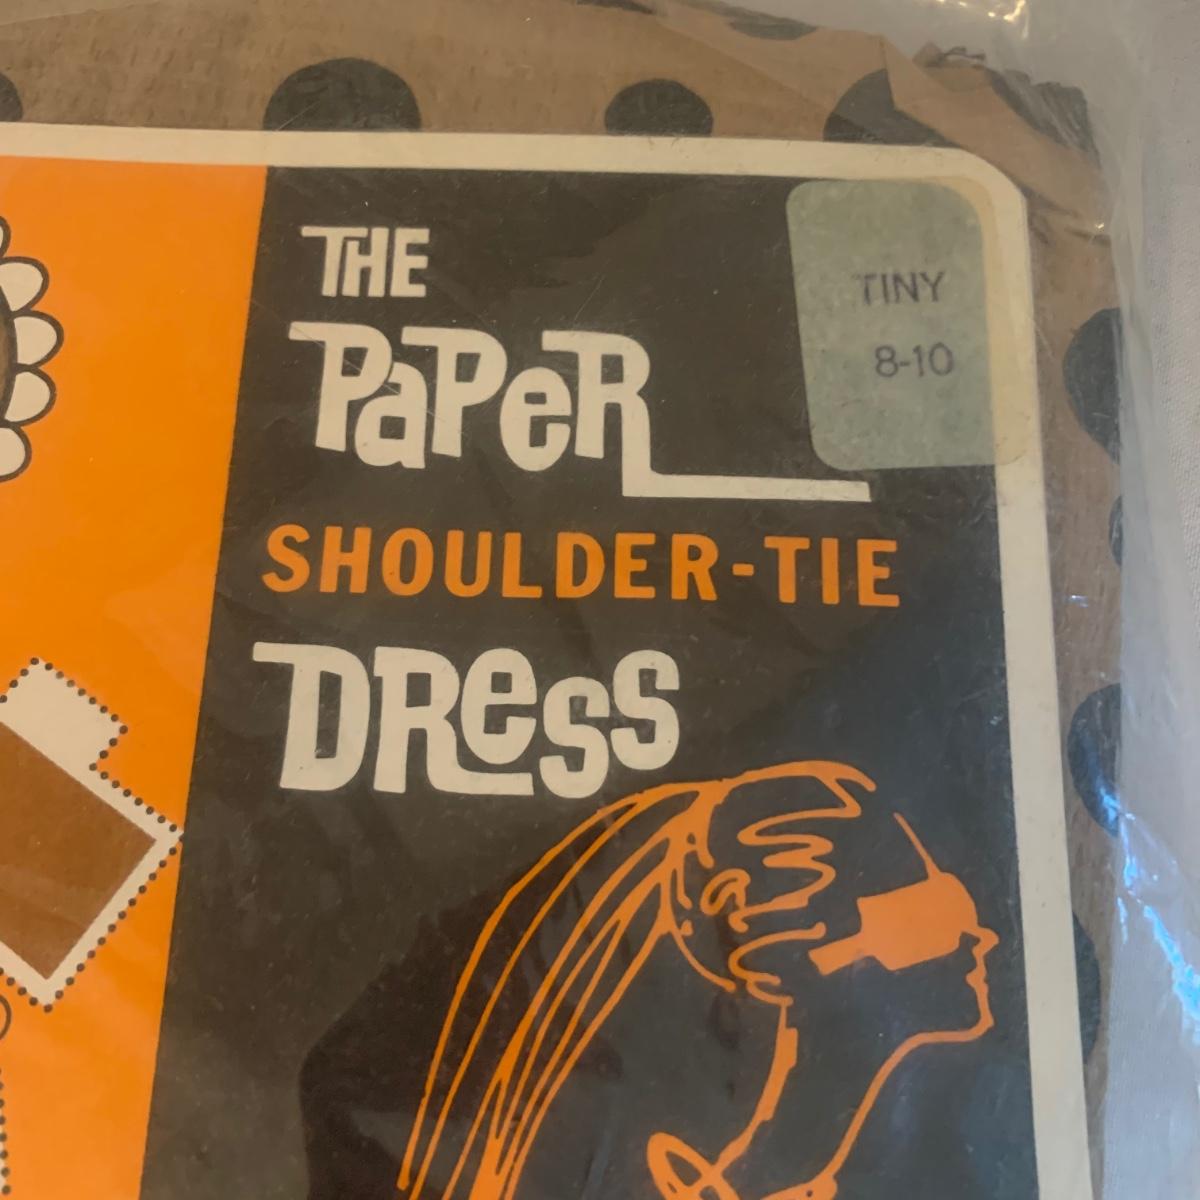 THE
PaPeR
SHOULDER-TIE
DRess
TINY
8-10